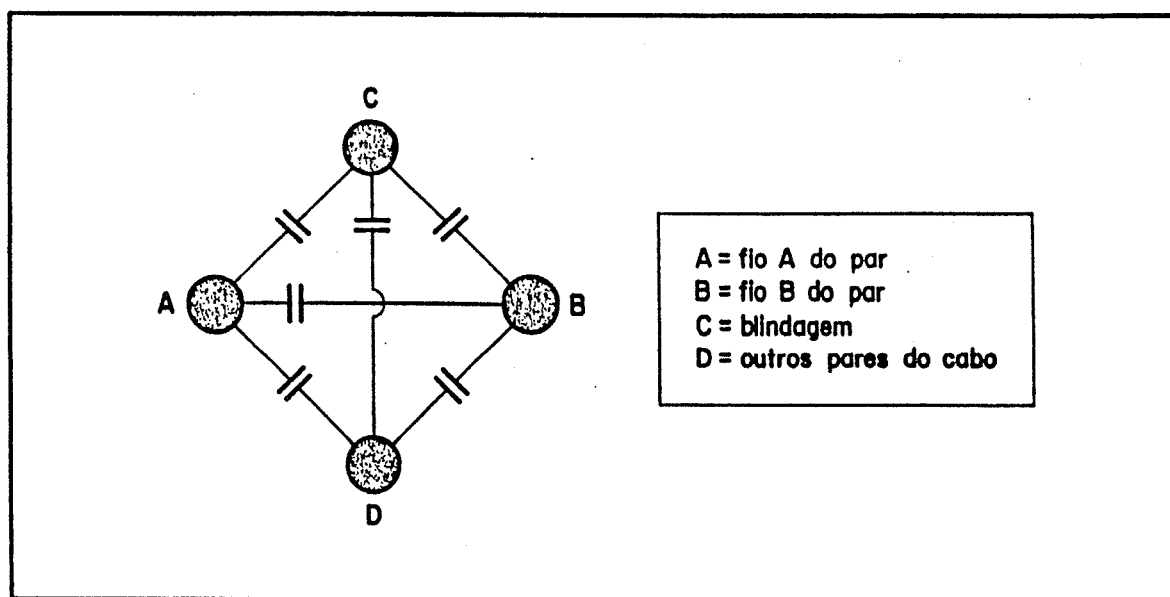 C
A
B
D
A = fio A do par
B = fio B do par
C = blindagem
D = outros pares do cabo